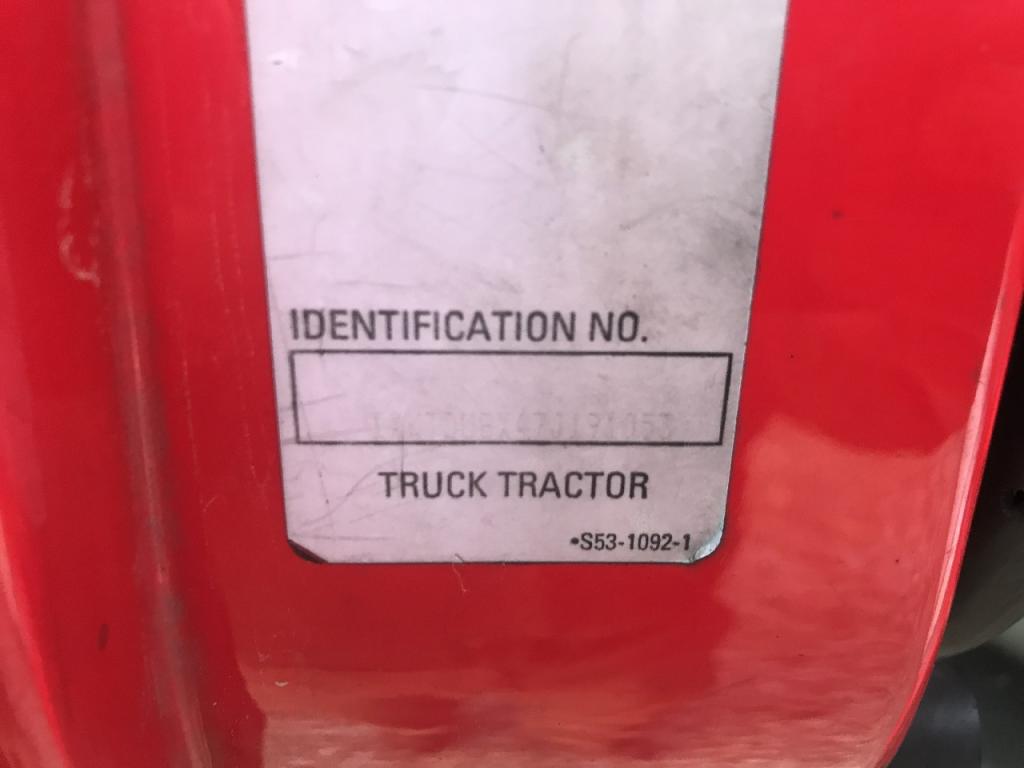 IDENTIFICATION NO.
TRUCK TRACTOR
•S53-1092-1